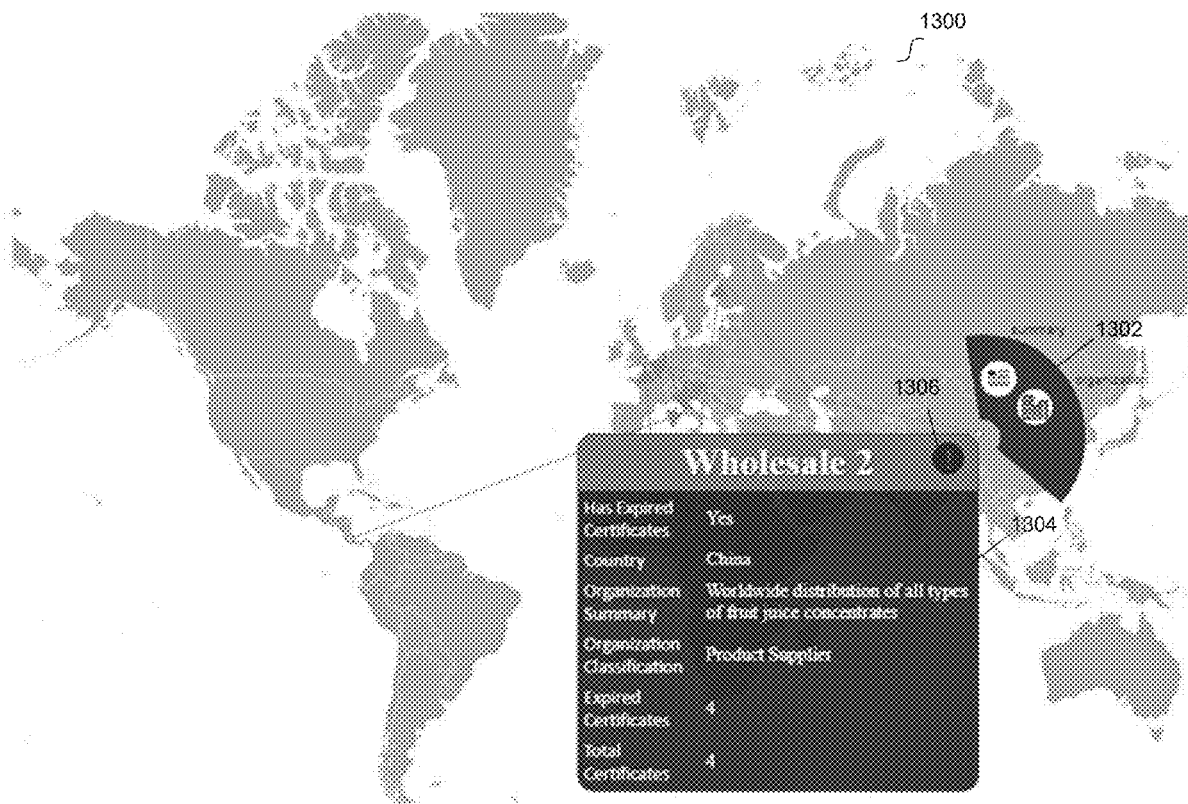 1300
1302
1306
Wholesale 2
Has Expired
Certificates
Yes
Country
China
1304
Organization
Summary
Worldwide distribution of all types
of fruit juice concentrates
Organization
Classification
Product Supplier
Expired
Certificates
4
Total
Certificates
4